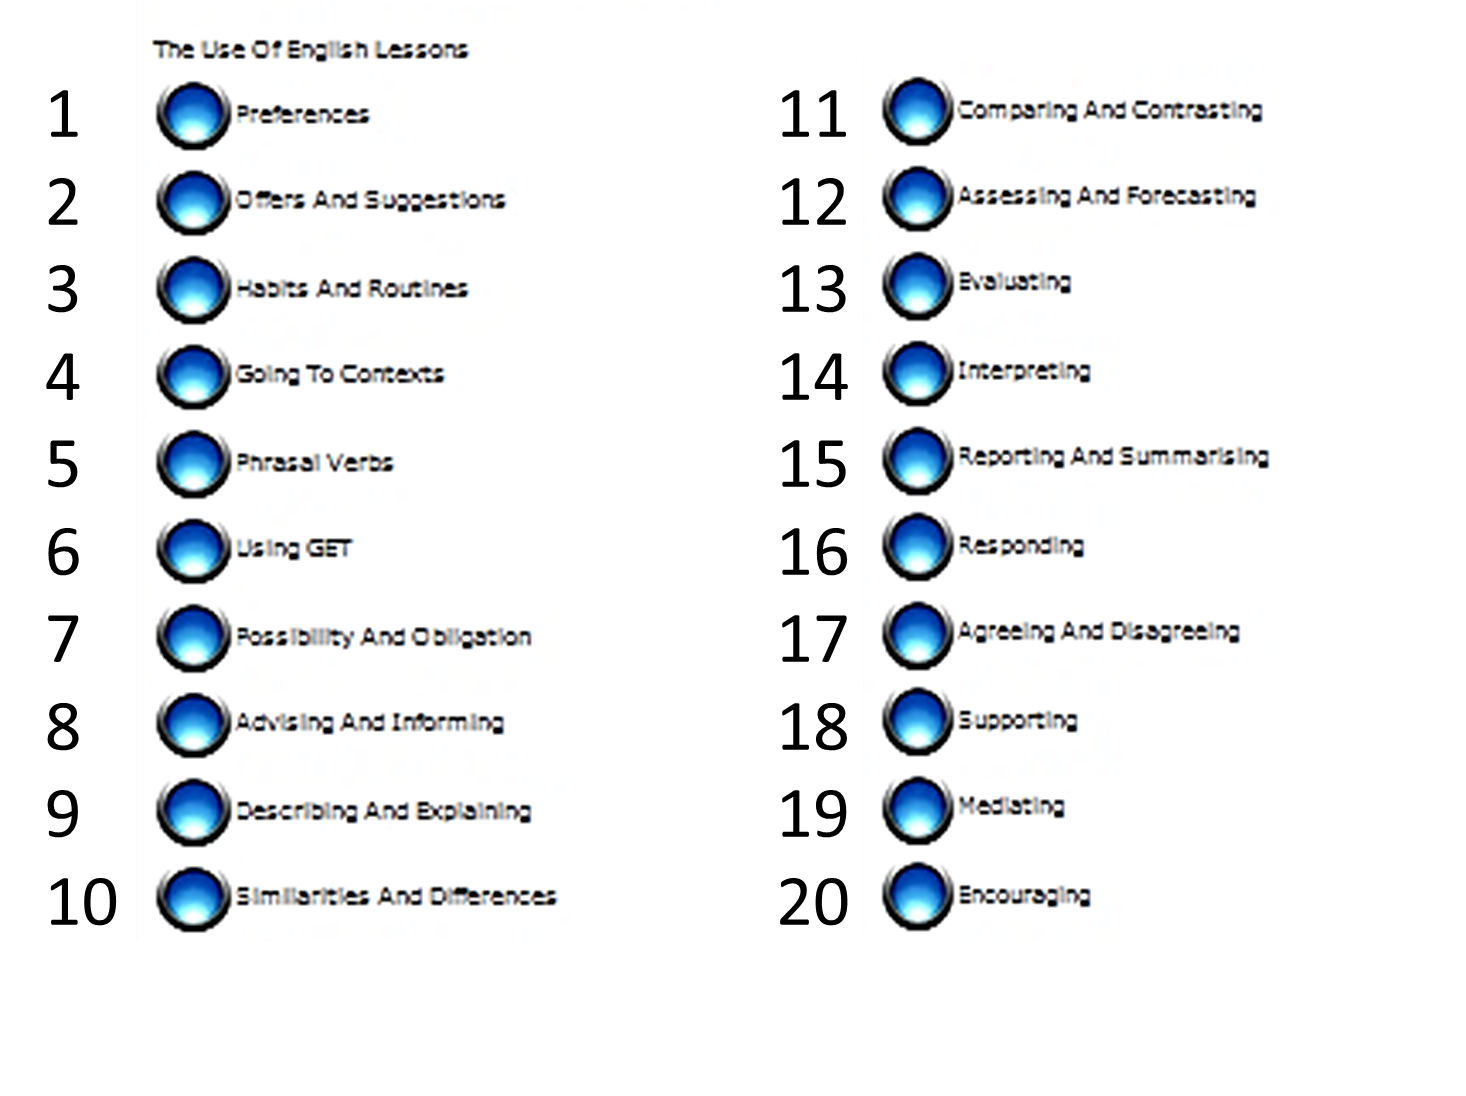 The Use Of English Lessons
1 Preferences
2 Offers And Suggestions
3 Habits And Routines
4 Going To Contexts
5 Phrasal Verbs
6 Using GET
7 Possibility And Obligation
8 Advising And Informing
9 Describing And Explaining
10 Similarities And Differences
11 Comparing And Contrasting
12 Assessing And Forecasting
13 Evaluating
14 Interpreting
15 Reporting And Summarising
16 Responding
17 Agreeing And Disagreeing
18 Supporting
19 Mediating
20 Encouraging